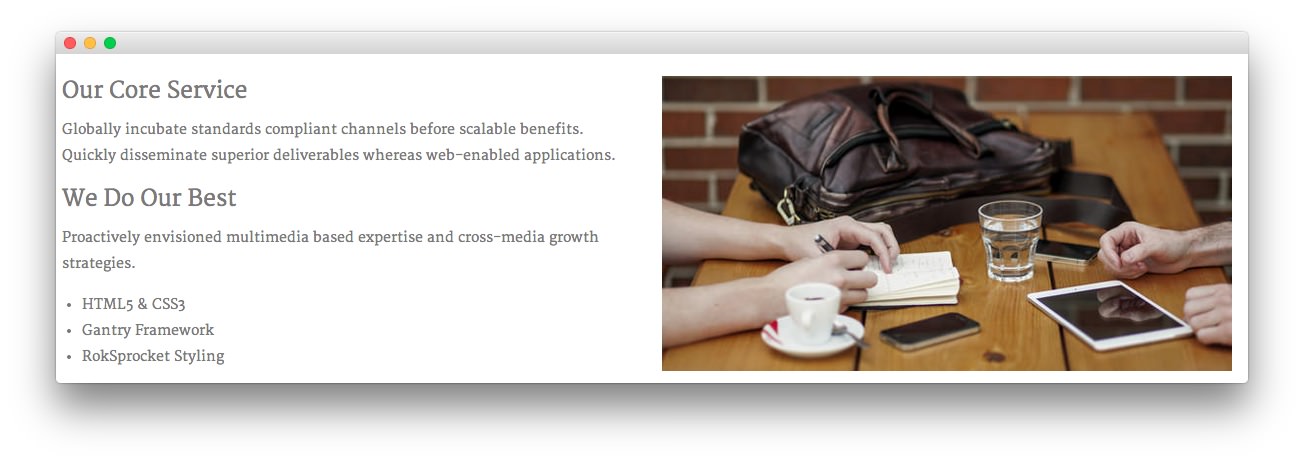 Our Core Service
Globally incubate standards compliant channels before scalable benefits.
Quickly disseminate superior deliverables whereas web-enabled applications.
We Do Our Best
Proactively envisioned multimedia based expertise and cross-media growth
strategies.
• HTML5 & CSS3
• Gantry Framework
• RokSprocket Styling